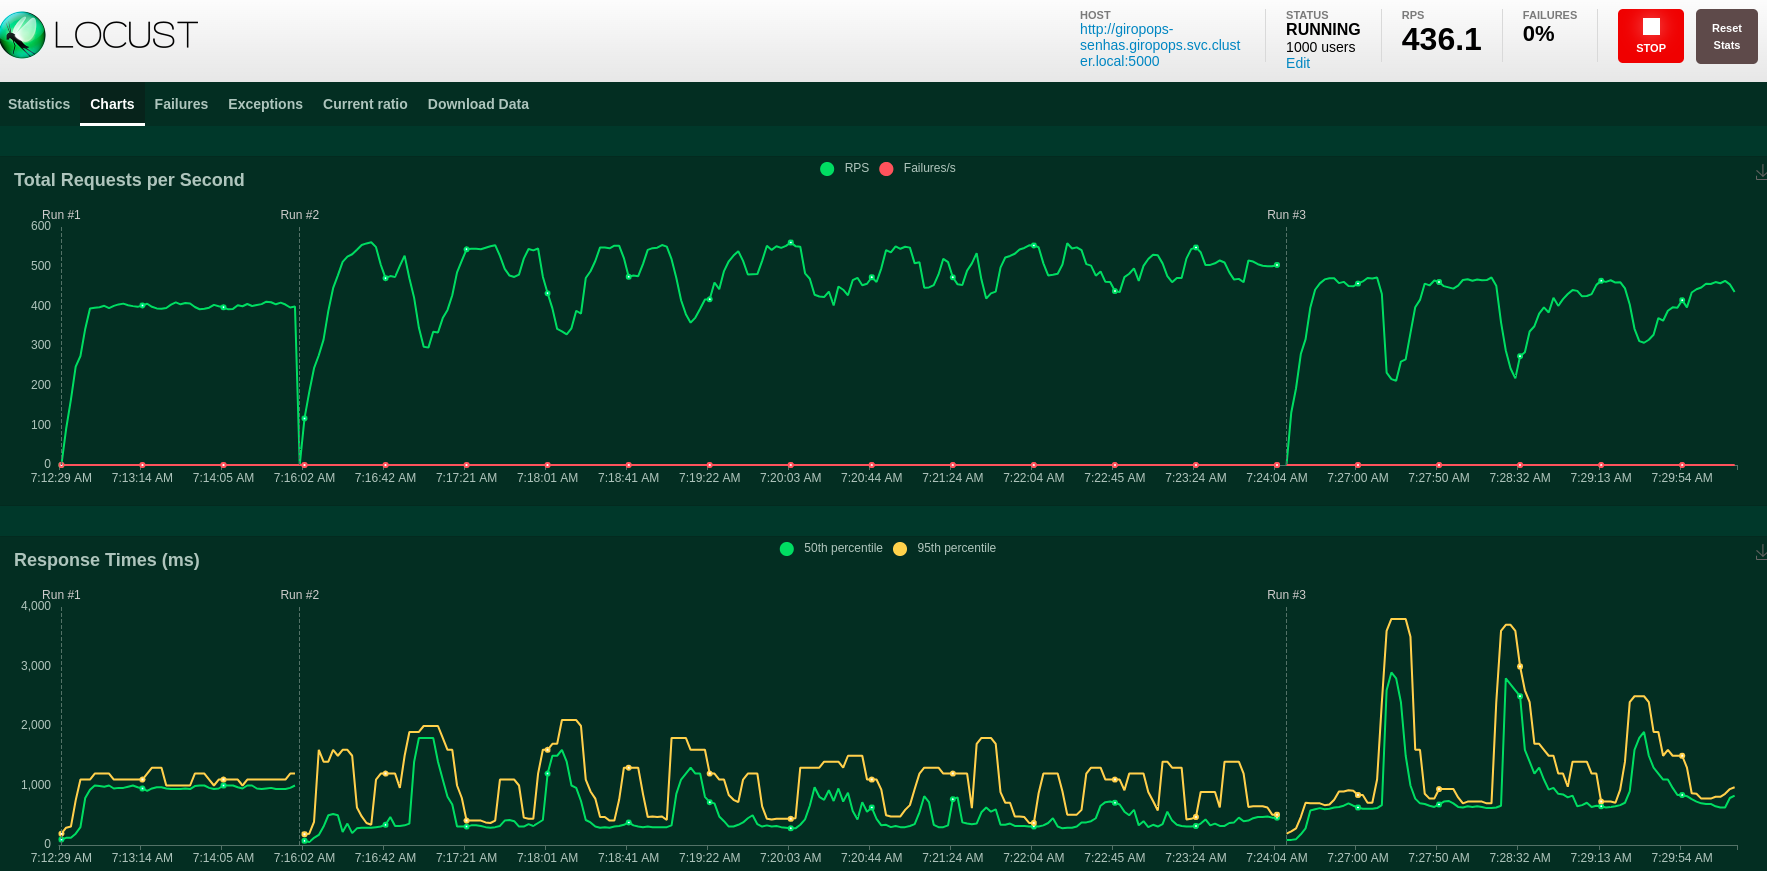 LOCUST
HOST
http://giropops-
senhas.giropops.svc.clust
er.local:5000
STATUS
RUNNING
1000 users
Edit
RPS
436.1
FAILURES
0%
STOP
Reset
Stats
Statistics Charts Failures Exceptions Current ratio Download Data
Total Requests per Second
RPS Failures/s
Run #1 Run #2 Run #3
600
500
400
300
200
100
0
7:12:29 AM 7:13:14 AM 7:14:05 AM 7:16:02 AM 7:16:42 AM 7:17:21 AM 7:18:01 AM 7:18:41 AM 7:19:22 AM 7:20:03 AM 7:20:44 AM 7:21:24 AM 7:22:04 AM 7:22:45 AM 7:23:24 AM 7:24:04 AM 7:27:00 AM 7:27:50 AM 7:28:32 AM 7:29:13 AM 7:29:54 AM
Response Times (ms)
50th percentile 95th percentile
Run #1 Run #2 Run #3
4,000
3,000
2,000
1,000
0
7:12:29 AM 7:13:14 AM 7:14:05 AM 7:16:02 AM 7:16:42 AM 7:17:21 AM 7:18:01 AM 7:18:41 AM 7:19:22 AM 7:20:03 AM 7:20:44 AM 7:21:24 AM 7:22:04 AM 7:22:45 AM 7:23:24 AM 7:24:04 AM 7:27:00 AM 7:27:50 AM 7:28:32 AM 7:29:13 AM 7:29:54 AM